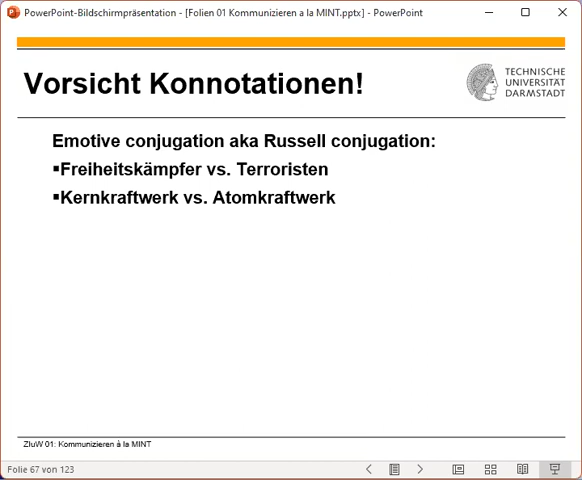 PowerPoint-Bildschirmpräsentation - [Folien 01 Kommunizieren a la MINT.pptx] - PowerPoint
Vorsicht Konnotationen!
TECHNISCHE
UNIVERSITÄT
DARMSTADT
Emotive conjugation aka Russell conjugation:
▪Freiheitskämpfer vs. Terroristen
▪Kernkraftwerk vs. Atomkraftwerk
ZIuW 01: Kommunizieren à la MINT
Folie 67 von 123